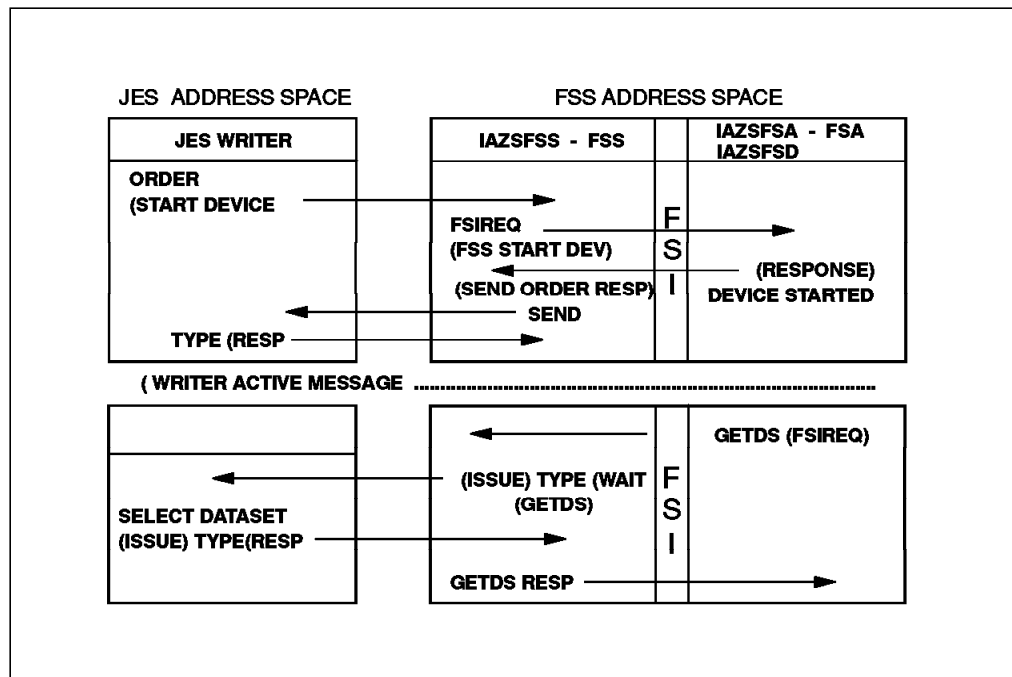 JES ADDRESS SPACE
FSS ADDRESS SPACE
JES WRITER
IAZSFSS - FSS
IAZSFSA - FSA
IAZSFSD
ORDER
(START DEVICE
FSIREQ
(FSS START DEV)
F
S
I
(RESPONSE)
DEVICE STARTED
(SEND ORDER RESP)
SEND
TYPE (RESP
( WRITER ACTIVE MESSAGE ................................................................
GETDS (FSIREQ)
(ISSUE) TYPE (WAIT
(GETDS)
F
S
I
SELECT DATASET
(ISSUE) TYPE(RESP
GETDS RESP